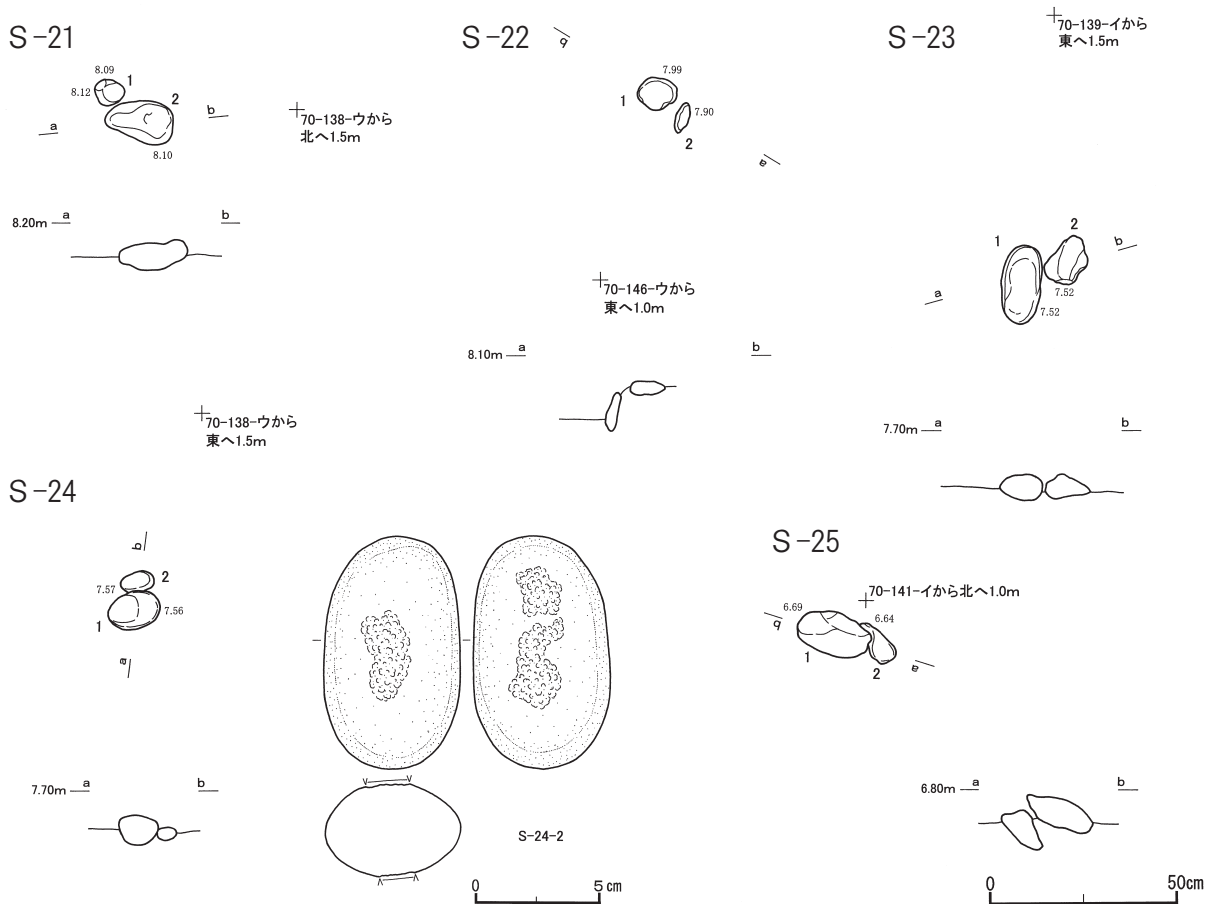 S-21
8.09
1
8.12
2
a
b
8.10
70-138-ウから
北へ1.5m
8.20m
a
b
70-138-ウから
東へ1.5m
S-22
b
7.99
1
7.90
2
a
70-146-ウから
東へ1.0m
8.10m
a
b
S-23
70-139-イから
東へ1.5m
1
2
b
a
7.52
7.52
7.70m
a
b
S-24
b
2
7.57
7.56
1
a
7.70m
a
b
S-24-2
0
5cm
S-25
70-141-イから北へ1.0m
6.69
6.64
b
1
2
a
6.80m
a
b
0
50cm